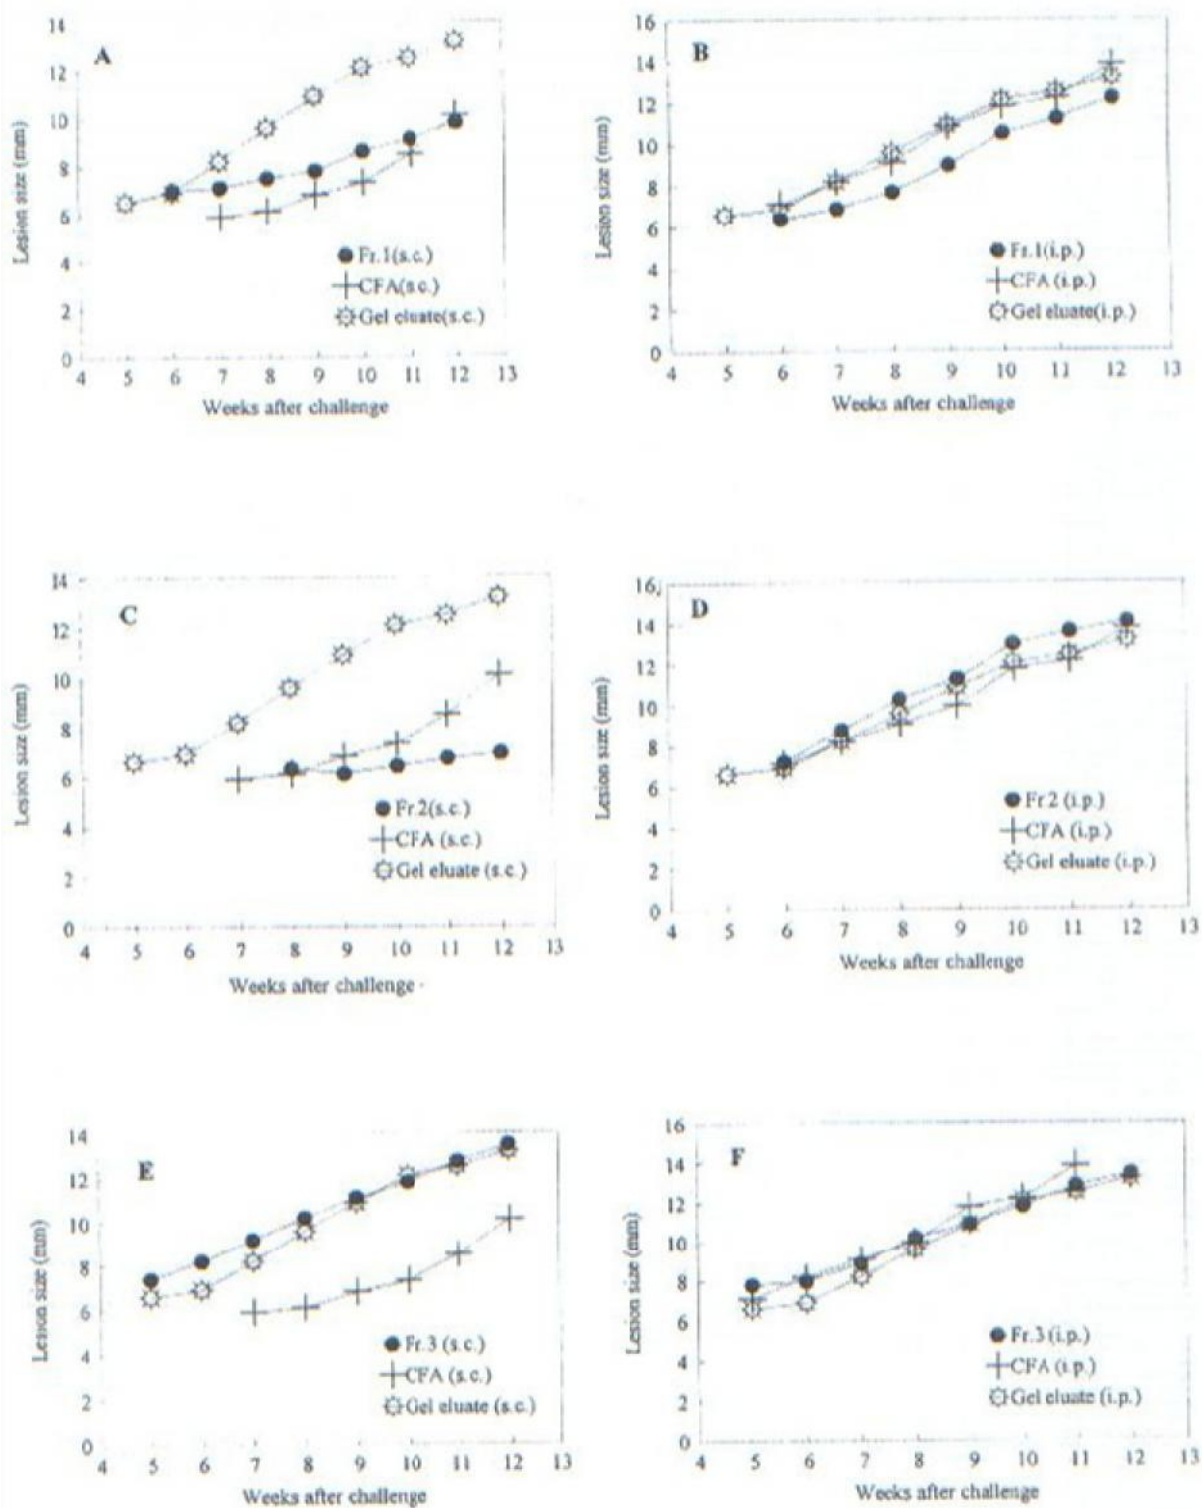 A
Lesion size (mm)
14
12
10
8
6
4
2
0
Fr.1(s.c.)
CFA(s.c.)
Gel eluate(s.c.)
4 5 6 7 8 9 10 11 12 13
Weeks after challenge
B
Lesion size (mm)
16
14
12
10
8
6
4
2
0
Fr.1(i.p.)
CFA (i.p.)
Gel eluate(i.p.)
4 5 6 7 8 9 10 11 12 13
Weeks after challenge
C
Lesion size (mm)
14
12
10
8
6
4
2
0
Fr2(s.c.)
CFA (s.c.)
Gel eluate (s.c.)
4 5 6 7 8 9 10 11 12 13
Weeks after challenge
D
Lesion size (mm)
16
14
12
10
8
6
4
2
0
Fr2 (i.p.)
CFA (i.p.)
Gel eluate (i.p.)
4 5 6 7 8 9 10 11 12 13
Weeks after challenge
E
Lesion size (mm)
14
12
10
8
6
4
2
0
Fr.3 (s.c.)
CFA (s.c.)
Gel eluate (s.c.)
4 5 6 7 8 9 10 11 12 13
Weeks after challenge
F
Lesion size (mm)
16
14
12
10
8
6
4
2
0
Fr.3 (i.p.)
CFA (i.p.)
Gel eluate (i.p.)
4 5 6 7 8 9 10 11 12 13
Weeks after challenge